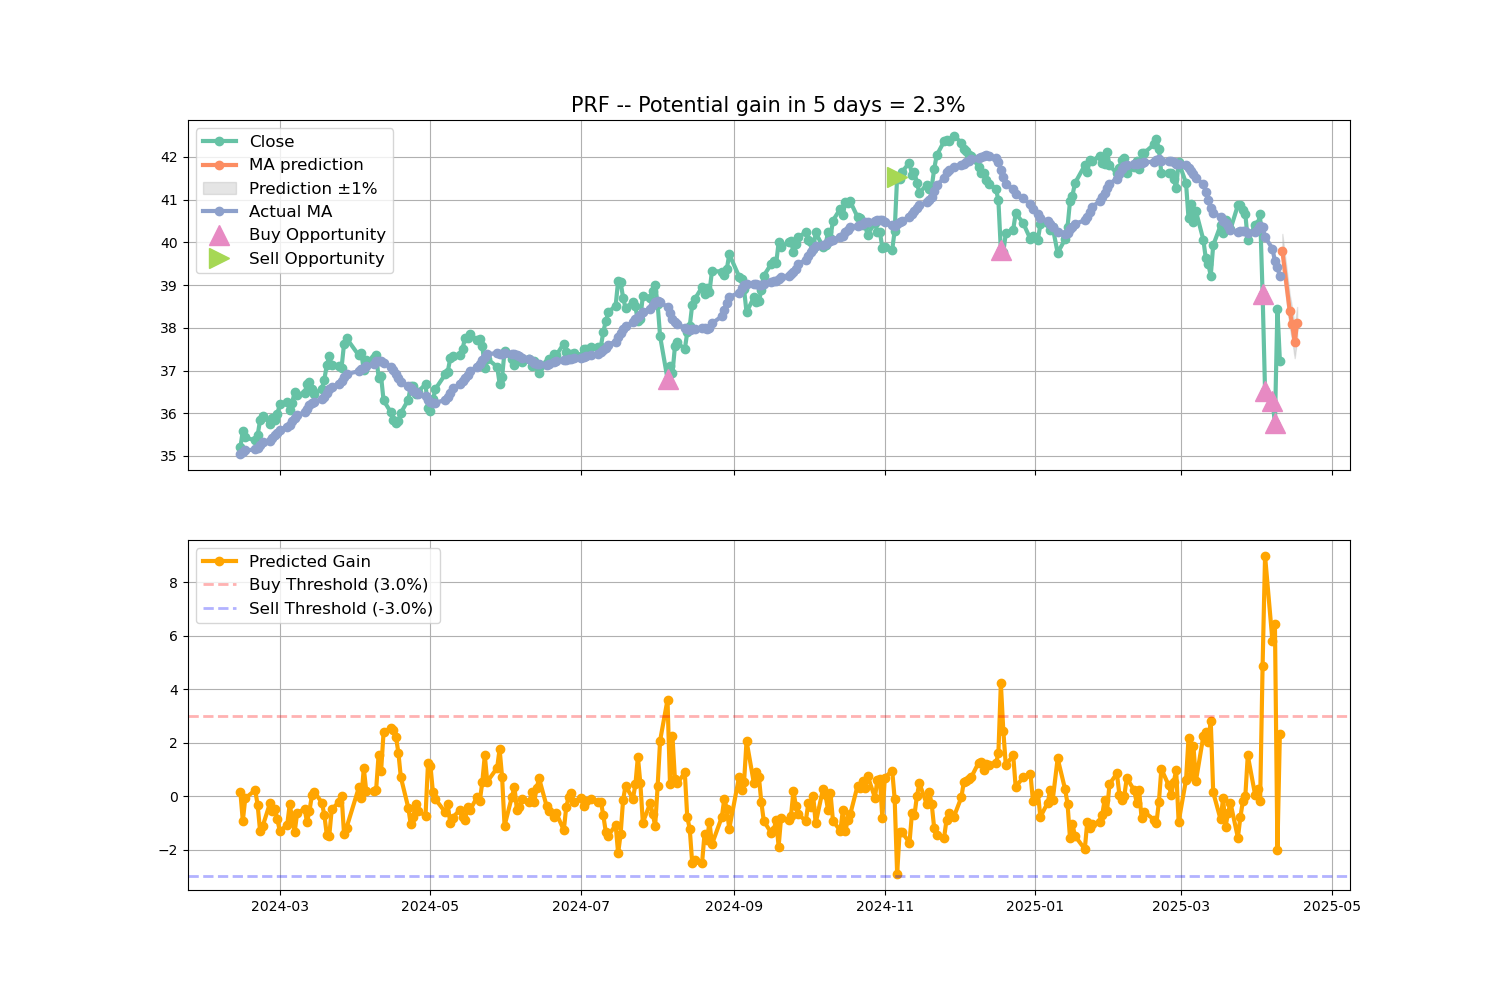 PRF -- Potential gain in 5 days = 2.3%
Close
MA prediction
Prediction ±1%
Actual MA
Buy Opportunity
Sell Opportunity
42
41
40
39
38
37
36
35
Predicted Gain
Buy Threshold (3.0%)
Sell Threshold (-3.0%)
8
6
4
2
0
−2
2024-03
2024-05
2024-07
2024-09
2024-11
2025-01
2025-03
2025-05